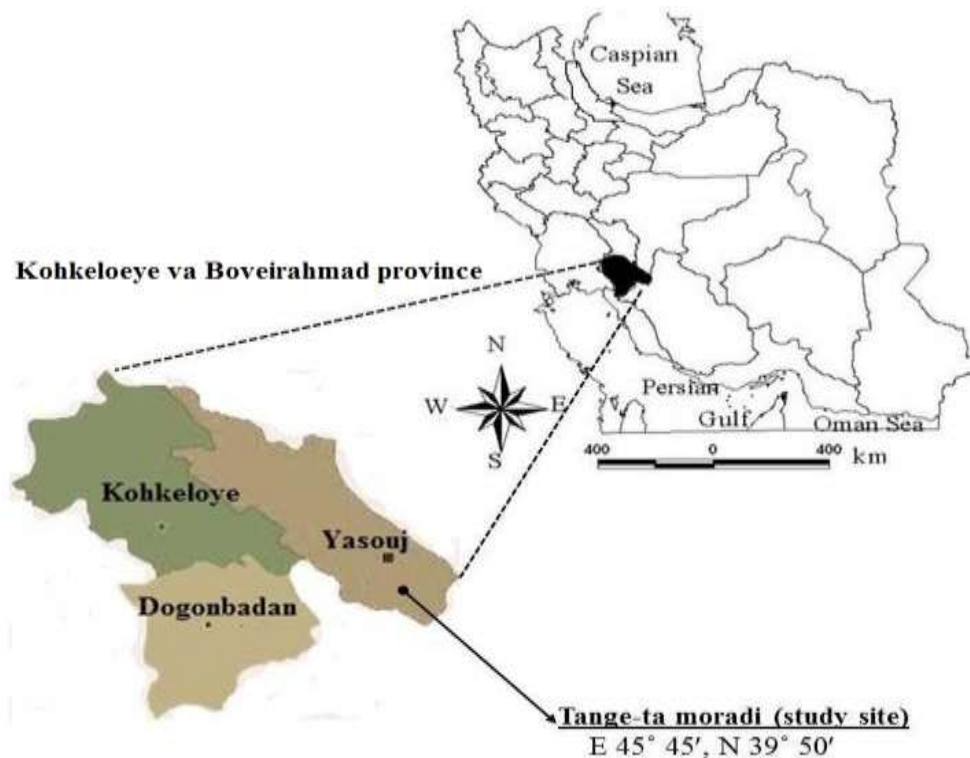 Caspian
Sea
Kohkeloeye va Boveirahmad province
N
W
E
S
Persian
Gulf
Oman Sea
400
0
400
km
Kohkeloye
Yasouj
Dogonbadan
Tange-ta moradi (study site)
E 45° 45′, N 39° 50′